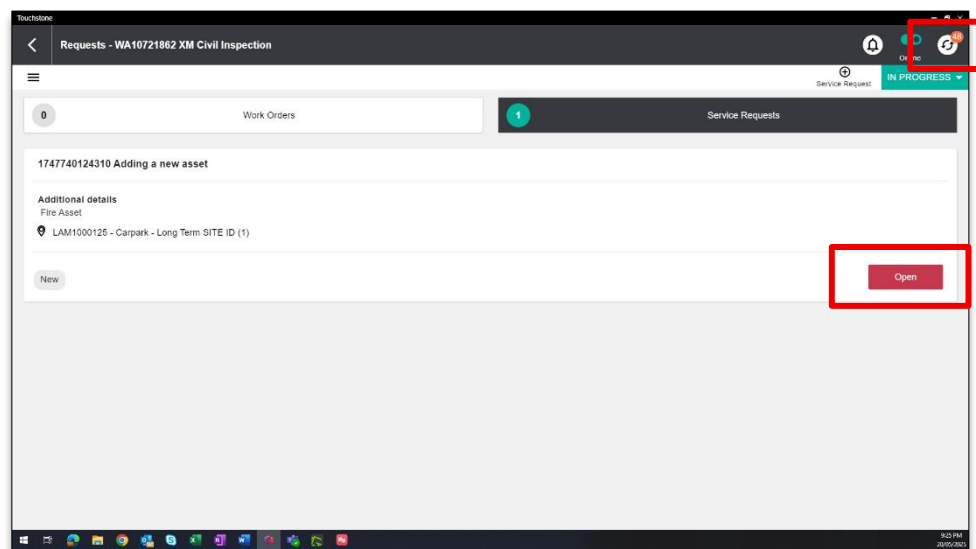 Touchstone
Requests - WA10721862 XM Civil Inspection
48
Online
Service Request
IN PROGRESS
0
Work Orders
1
Service Requests
1747740124310 Adding a new asset
Additional details
Fire Asset
LAM1000125 - Carpark - Long Term SITE ID (1)
New
Open
9:25 PM
20/05/2025